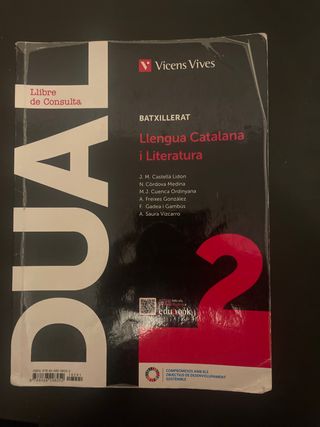 DUAL
Llibre
de Consulta
Vicens Vives
BATXILLERAT
Llengua Catalana
i Literatura
J. M. Castellà Lidon
N. Còrdova Medina
M.J. Cuenca Ordinyana
A. Freixes González
F. Gadea i Gambús
A. Saura Vizcarro
edubook
2
COMPROMESOS AMB ELS
OBJECTIUS DE DESENVOLUPAMENT
SOSTENIBLE